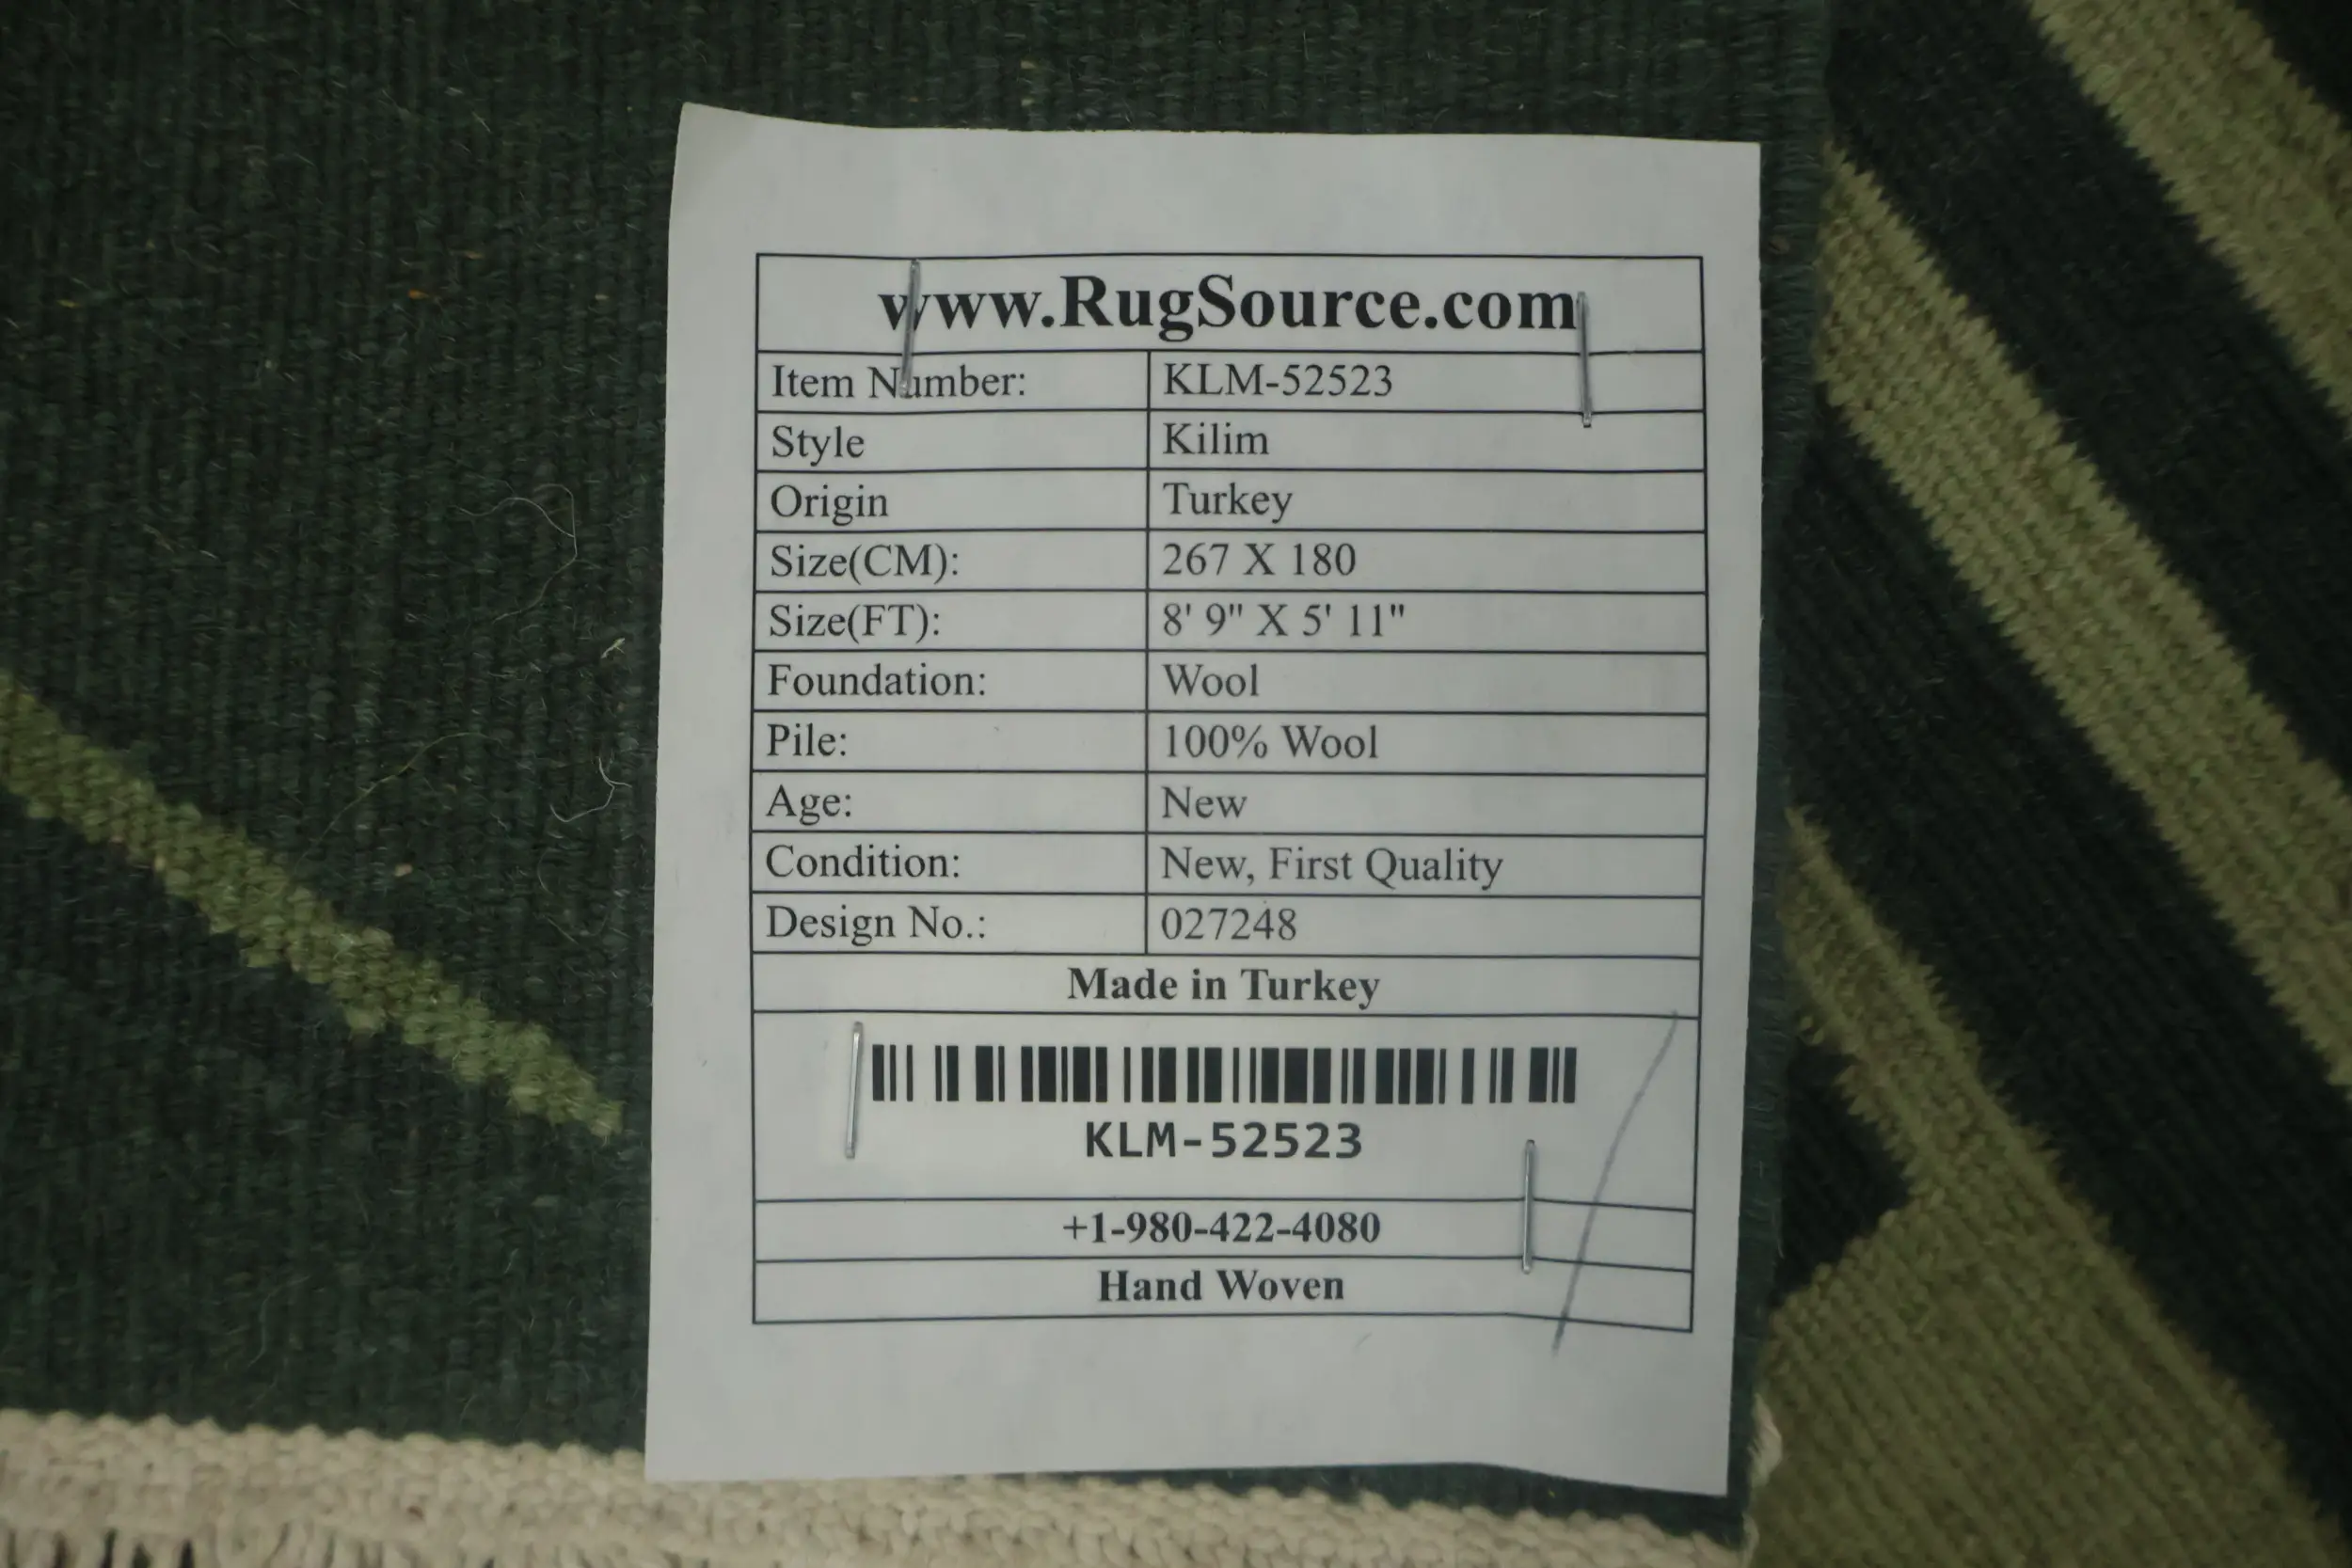 www.RugSource.com
Item Number: KLM-52523
Style Kilim
Origin Turkey
Size(CM): 267 X 180
Size(FT): 8' 9" X 5' 11"
Foundation: Wool
Pile: 100% Wool
Age: New
Condition: New, First Quality
Design No.: 027248
Made in Turkey
KLM-52523
+1-980-422-4080
Hand Woven